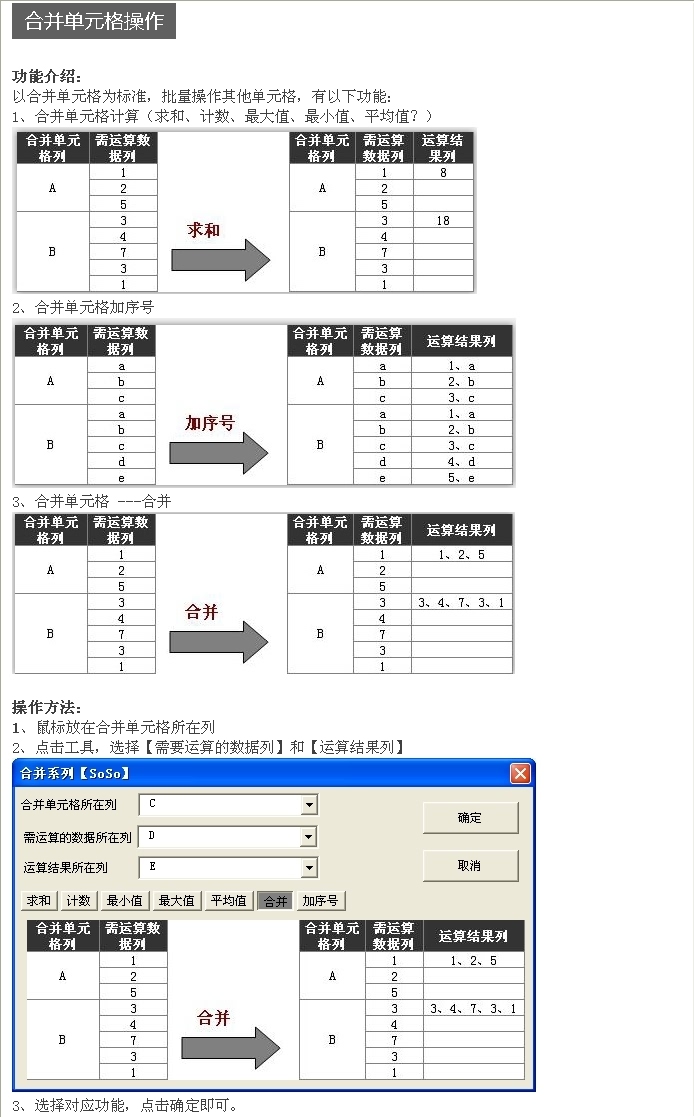 合并单元格操作
功能介绍：
以合并单元格为标准，批量操作其他单元格，有以下功能：
1、合并单元格计算（求和、计数、最大值、最小值、平均值？）
合并单元 需运算数 合并单元 需运算 运算结
格列 据列 格列 数据列 果列
1 1 8
A 2 A 2
5 5
3 3 18
求和
4 4
B 7 B 7
3 3
1 1
2、合并单元格加序号
合并单元 需运算数 合并单元 需运算 运算结果列
格列 据列 格列 数据列
a a 1、a
A b A b 2、b
c c 3、c
a a 1、a
加序号
b b 2、b
B c B c 3、c
d d 4、d
e e 5、e
3、合并单元格 ---合并
合并单元 需运算数 合并单元 需运算 运算结果列
格列 据列 格列 数据列
1 1 1、2、5
A 2 A 2
5 5
3 3 3、4、7、3、1
合并
4 4
B 7 B 7
3 3
1 1
操作方法：
1、鼠标放在合并单元格所在列
2、点击工具，选择【需要运算的数据列】和【运算结果列】
合并系列【SoSo】
合并单元格所在列 C
确定
需运算的数据所在列 D
运算结果所在列 E 取消
求和 计数 最小值 最大值 平均值 合并 加序号
合并单元 需运算数 合并单元 需运算 运算结果列
格列 据列 格列 数据列
1 1 1、2、5
A 2 A 2
5 5
3 3 3、4、7、3、1
合并
4 4
B 7 B 7
3 3
1 1
3、选择对应功能，点击确定即可。